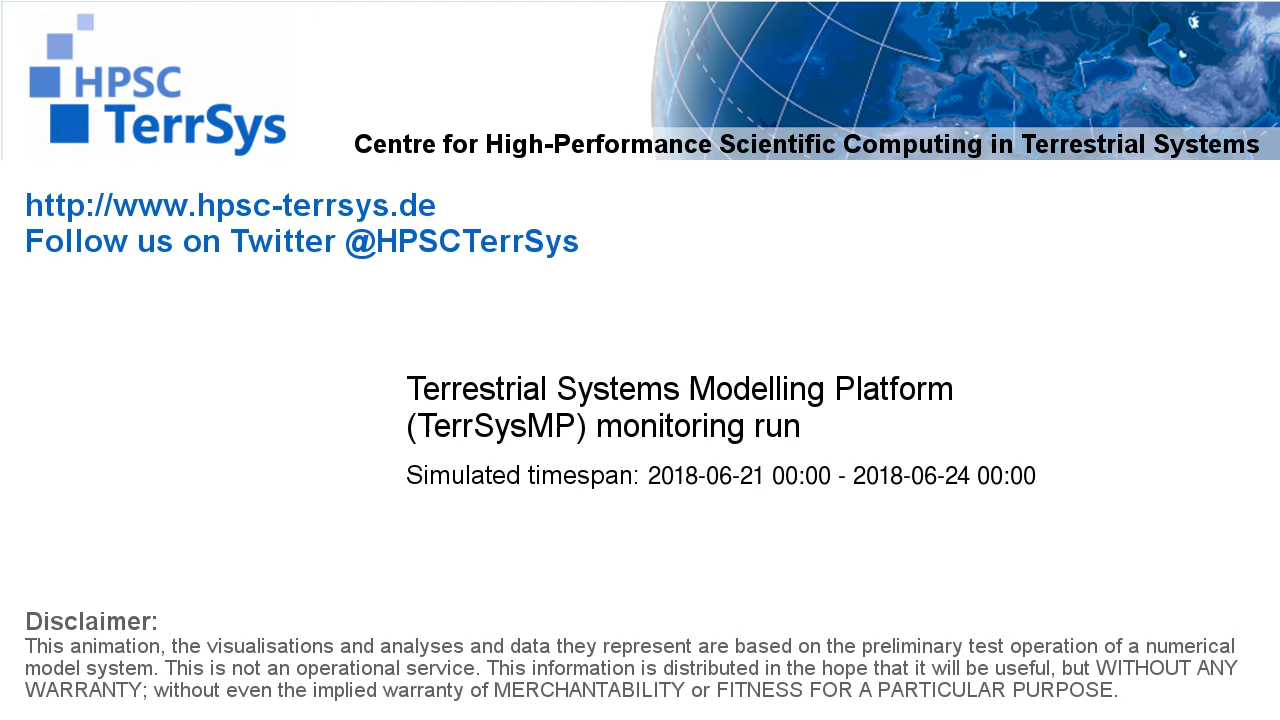 HPSC
TerrSys
Centre for High-Performance Scientific Computing in Terrestrial Systems
http://www.hpsc-terrsys.de
Follow us on Twitter @HPSCTerrSys
Terrestrial Systems Modelling Platform
(TerrSysMP) monitoring run
Simulated timespan: 2018-06-21 00:00 - 2018-06-24 00:00
Disclaimer:
This animation, the visualisations and analyses and data they represent are based on the preliminary test operation of a numerical
model system. This is not an operational service. This information is distributed in the hope that it will be useful, but WITHOUT ANY
WARRANTY; without even the implied warranty of MERCHANTABILITY or FITNESS FOR A PARTICULAR PURPOSE.